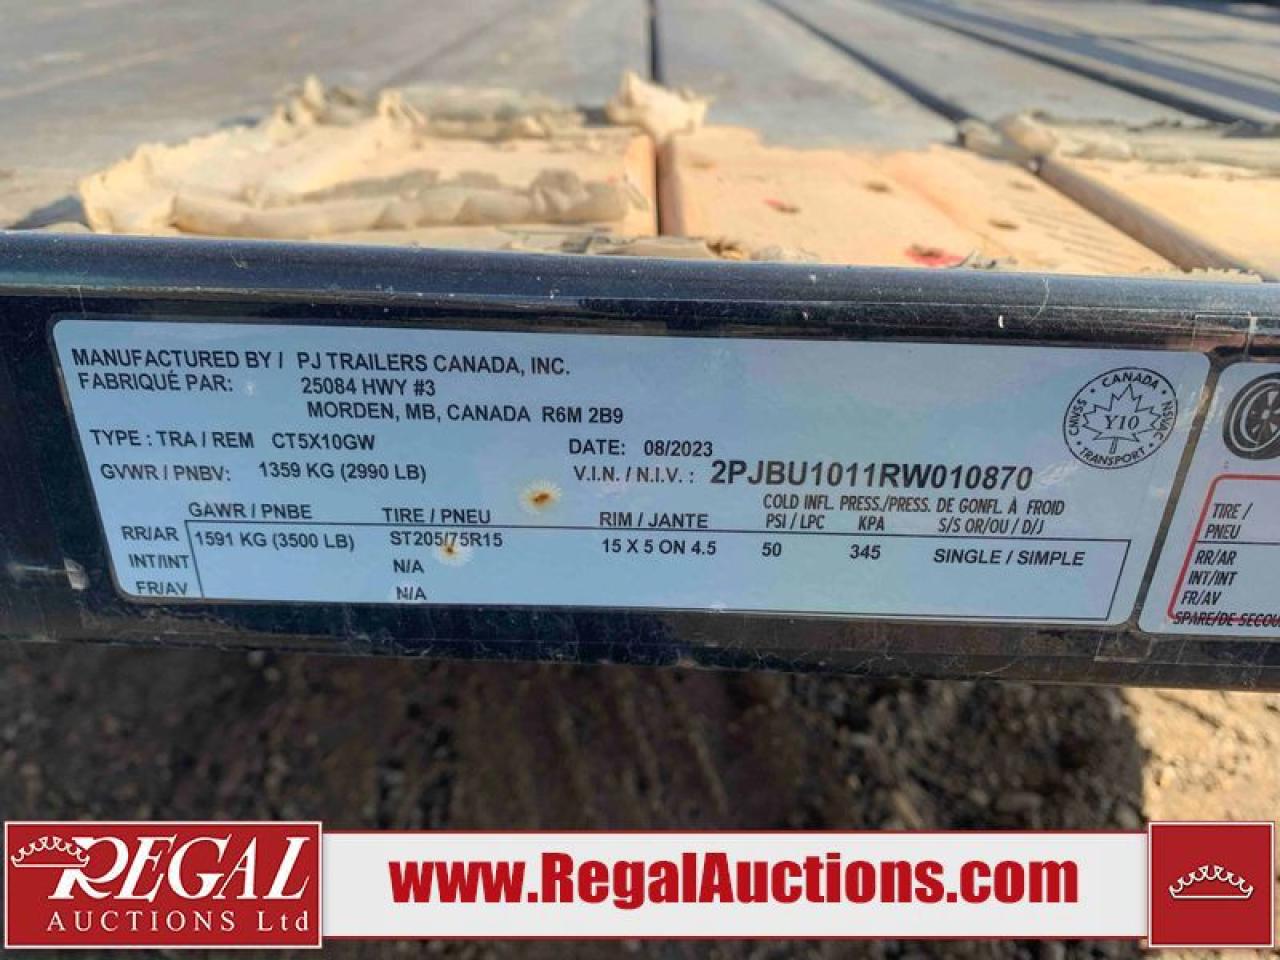 MANUFACTURED BY / PJ TRAILERS CANADA, INC.
FABRIQUÉ PAR: 25084 HWY #3
MORDEN, MB, CANADA R6M 2B9
TYPE : TRA / REM CT5X10GW
DATE: 08/2023
GVWR / PNBV: 1359 KG (2990 LB)
V.I.N. / N.I.V. : 2PJBU1011RW010870
COLD INFL. PRESS./PRESS. DE GONFL. À FROID
GAWR / PNBE TIRE / PNEU RIM / JANTE PSI / LPC KPA S/S OR/OU / D/J
RR/AR 1591 KG (3500 LB) ST205/75R15 15 X 5 ON 4.5 50 345 SINGLE / SIMPLE
INT/INT N/A
FR/AV N/A
CANADA
CMVSS Y10 NSVAC
TRANSPORT
TIRE /
PNEU
RR/AR
INT/INT
FR/AV
SPARE/DE SECOU
REGAL
AUCTIONS Ltd
www.RegalAuctions.com